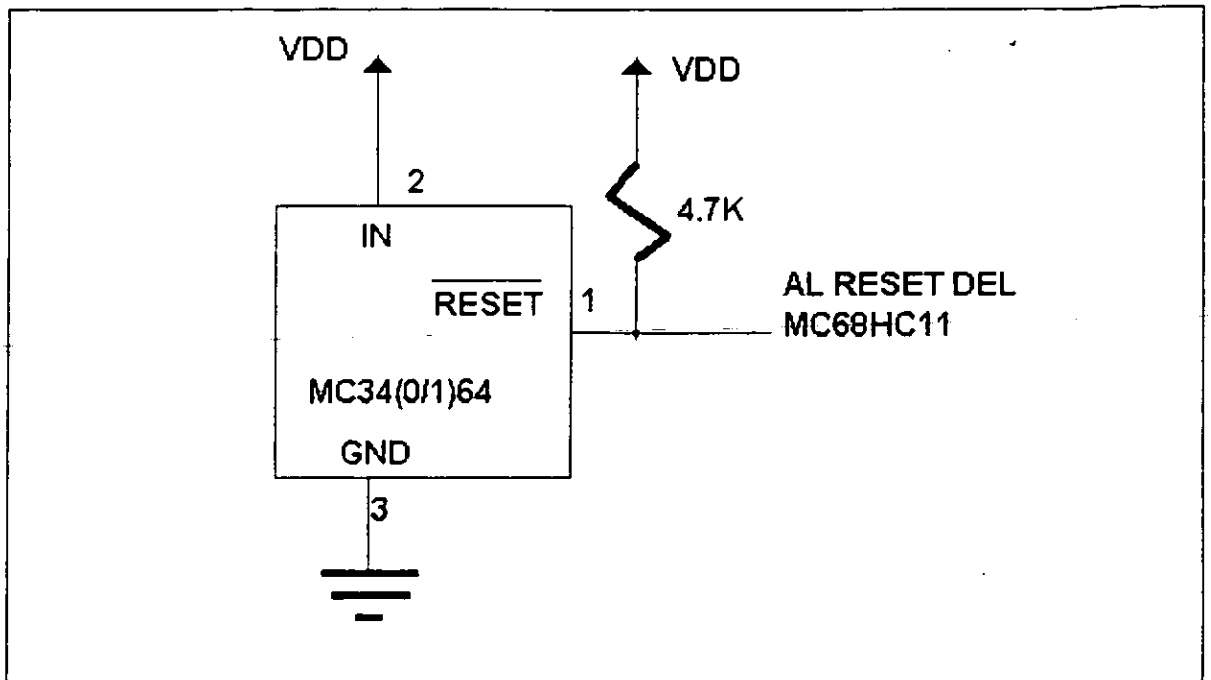 VDD
VDD
2
IN
4.7K
RESET
1
AL RESET DEL
MC68HC11
MC34(0/1)64
GND
3